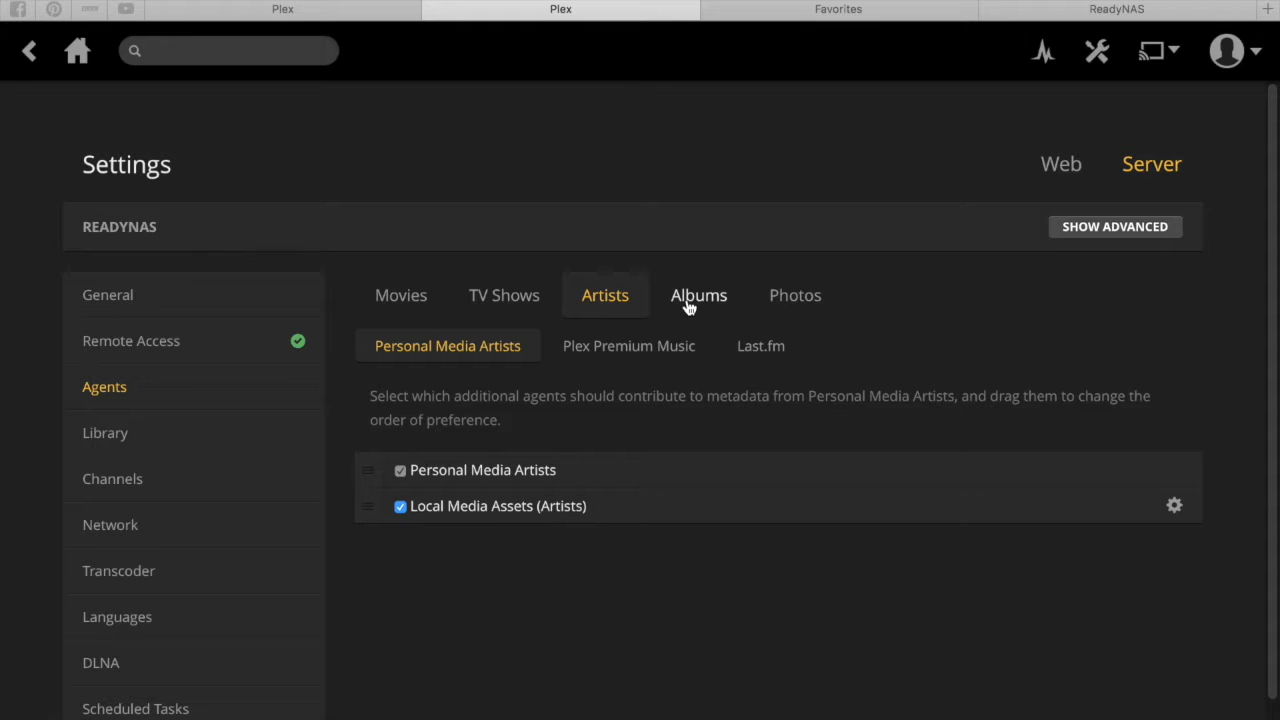 Plex
Plex
Favorites
ReadyNAS
Settings
Web
Server
READYNAS
SHOW ADVANCED
General
Remote Access
Agents
Library
Channels
Network
Transcoder
Languages
DLNA
Scheduled Tasks
Movies
TV Shows
Artists
Albums
Photos
Personal Media Artists
Plex Premium Music
Last.fm
Select which additional agents should contribute to metadata from Personal Media Artists, and drag them to change the
order of preference.
Personal Media Artists
Local Media Assets (Artists)